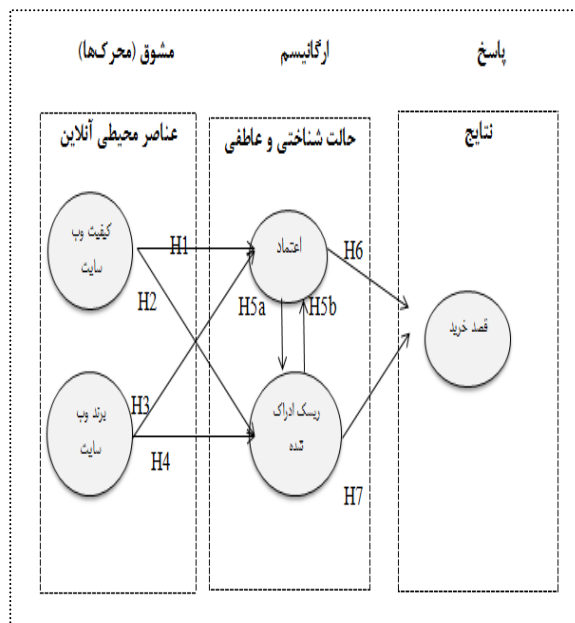 مشوق (محرک‌ها)
ارگانیسم
پاسخ
عناصر محیطی آنلاین
حالت شناختی و عاطفی
نتایج
کیفیت وب
سایت
اعتماد
H1
H6
H2
H5a
H5b
قصد خرید
برند وب
سایت
H3
ریسک ادراک
شده
H4
H7